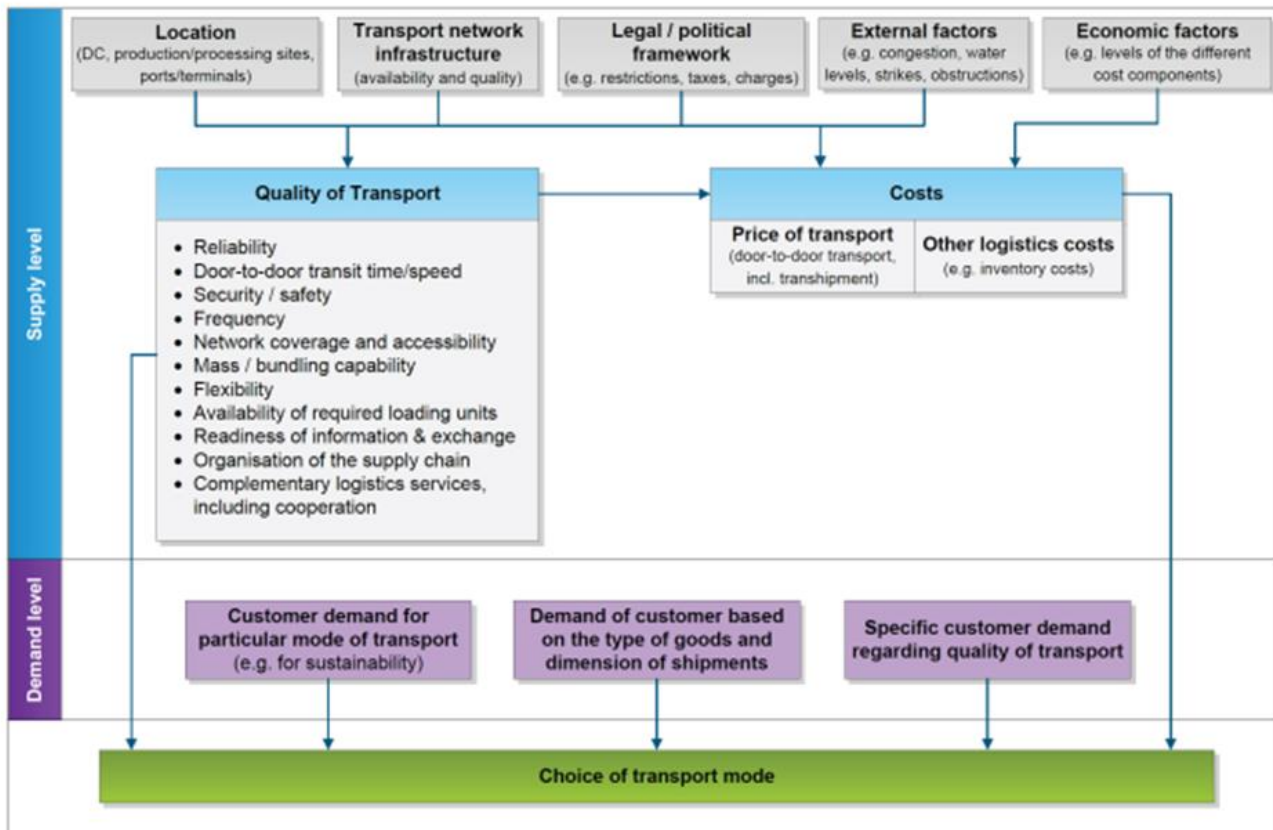 Location
(DC, production/processing sites,
ports/terminals)
Transport network
infrastructure
(availability and quality)
Legal / political
framework
(e.g. restrictions, taxes, charges)
External factors
(e.g. congestion, water
levels, strikes, obstructions)
Economic factors
(e.g. levels of the different
cost components)
Supply level
Quality of Transport
• Reliability
• Door-to-door transit time/speed
• Security / safety
• Frequency
• Network coverage and accessibility
• Mass / bundling capability
• Flexibility
• Availability of required loading units
• Readiness of information & exchange
• Organisation of the supply chain
• Complementary logistics services,
including cooperation
Costs
Price of transport
(door-to-door transport,
incl. transhipment)
Other logistics costs
(e.g. inventory costs)
Demand level
Customer demand for
particular mode of transport
(e.g. for sustainability)
Demand of customer based
on the type of goods and
dimension of shipments
Specific customer demand
regarding quality of transport
Choice of transport mode